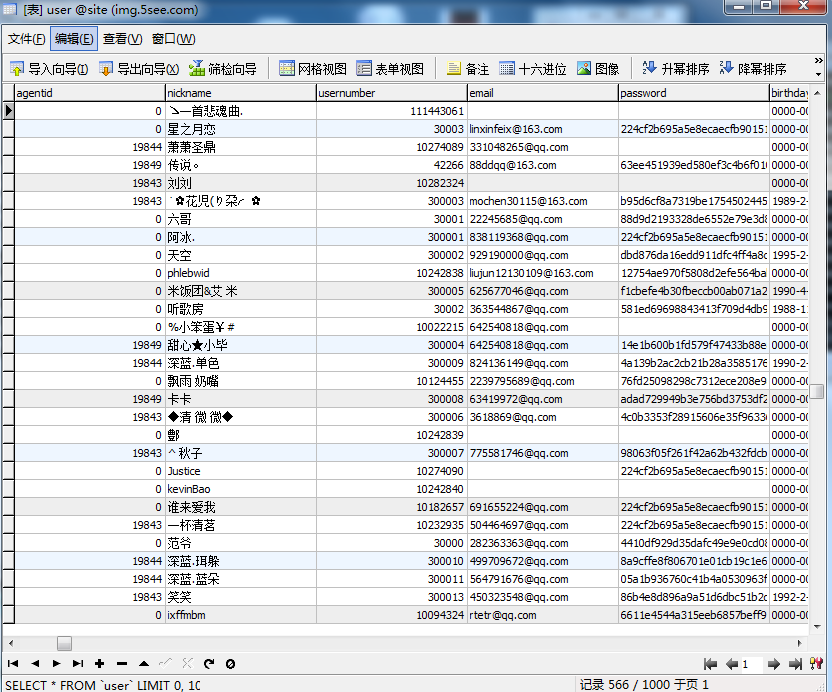 [表] user @site (img.5see.com)
文件(F) 编辑(E) 查看(V) 窗口(W)
导入向导(I) 导出向导(X) 筛检向导 网格视图 表单视图 备注 十六进位 图像 升幂排序 降幂排序
agentid nickname usernumber email password birthday
0 ゝ一首悲魂曲. 111443061 0000-00
0 星之月恋 30003 linxinfeix@163.com 224cf2b695a5e8ecaecfb90151 0000-00
19844 萧萧圣鼎 10274089 331048265@qq.com 0000-00
19849 传说。 42266 88ddqq@163.com 63ee451939ed580ef3c4b6f010 0000-00
19843 刘刘 10282324 0000-00
19843 ✿花児(り ✿ 300003 mochen30115@163.com b95d6cf8a7319be1754502445 1989-2-
0 六哥 30001 22245685@qq.com 88d9d2193328de6552e79e3d8 0000-00
0 阿冰. 300001 838119368@qq.com 224cf2b695a5e8ecaecfb90151 0000-00
0 天空 300002 929190000@qq.com dbd876da16edd911dfc4ff4a8c 1995-2-
0 phlebwid 10242838 liujun12130109@163.com 12754ae970f5808d2efe564ba 0000-00
0 米饭团&艾 米 300005 625677046@qq.com f1cbefe4b30fbeccb00ab071a2 1990-4-
0 听歌房 30002 363544867@qq.com 581ed69698843413f709d4db9 1988-1
0 %小笨蛋￥# 10022215 642540818@qq.com 0000-00
19849 甜心★小毕 300004 642540818@qq.com 14e1b600b1fd579f47433b88e 0000-00
19844 深蓝.单色 300009 824136149@qq.com 4a139b2ac2cb21b28a3585176 1990-2-
0 飘雨 奶嘴 10124455 2239795689@qq.com 76fd25098298c7312ece208e9 0000-00
19849 卡卡 300008 63419972@qq.com adad729949b3e756bd3753df2 0000-00
19843 ◆清 微 微◆ 300006 3618869@qq.com 4c0b3353f28915606e35f9633 0000-00
0 酆 10242839 0000-00
19843 ^秋子 300007 775581746@qq.com 98063f05f261f42a62b432fdcb 0000-00
0 Justice 10274090 224cf2b695a5e8ecaecfb90151 0000-00
0 kevinBao 10242840 0000-00
0 谁来爱我 10182657 691655224@qq.com 224cf2b695a5e8ecaecfb90151 0000-00
19843 一杯清茗 10232935 504464697@qq.com 224cf2b695a5e8ecaecfb90151 0000-00
0 范爷 30000 282363363@qq.com 4410df929d35dafc49e9e0cd08 0000-00
19844 深蓝.珥躲 300010 499709672@qq.com 8a9cffe8f806701e01cb19c1e6 0000-00
19844 深蓝.蓝朵 300011 564791676@qq.com 05a1b936760c41b4a0530963f 0000-00
19843 笑笑 300013 450323548@qq.com 86b4e8d896a9a51d6dbc51b2c 1992-2-
0 ixffmbm 10094324 rtetr@qq.com 6611e4544a315eeb6857beff9 0000-00
1
SELECT * FROM `user` LIMIT 0, 10 记录 566 / 1000 于页 1